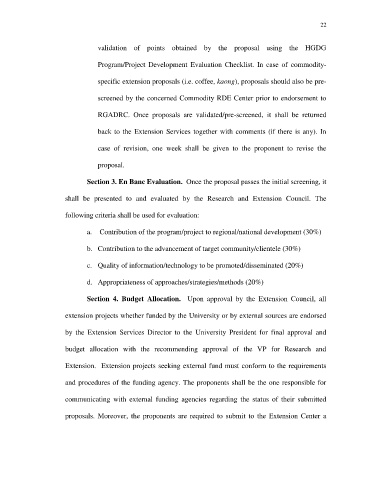 22
validation of points obtained by the proposal using the HGDG
Program/Project Development Evaluation Checklist. In case of commodity-
specific extension proposals (i.e. coffee, kaong), proposals should also be pre-
screened by the concerned Commodity RDE Center prior to endorsement to
RGADRC. Once proposals are validated/pre-screened, it shall be returned
back to the Extension Services together with comments (if there is any). In
case of revision, one week shall be given to the proponent to revise the
proposal.
Section 3. En Banc Evaluation. Once the proposal passes the initial screening, it
shall be presented to and evaluated by the Research and Extension Council. The
following criteria shall be used for evaluation:
a. Contribution of the program/project to regional/national development (30%)
b. Contribution to the advancement of target community/clientele (30%)
c. Quality of information/technology to be promoted/disseminated (20%)
d. Appropriateness of approaches/strategies/methods (20%)
Section 4. Budget Allocation. Upon approval by the Extension Council, all
extension projects whether funded by the University or by external sources are endorsed
by the Extension Services Director to the University President for final approval and
budget allocation with the recommending approval of the VP for Research and
Extension. Extension projects seeking external fund must conform to the requirements
and procedures of the funding agency. The proponents shall be the one responsible for
communicating with external funding agencies regarding the status of their submitted
proposals. Moreover, the proponents are required to submit to the Extension Center a